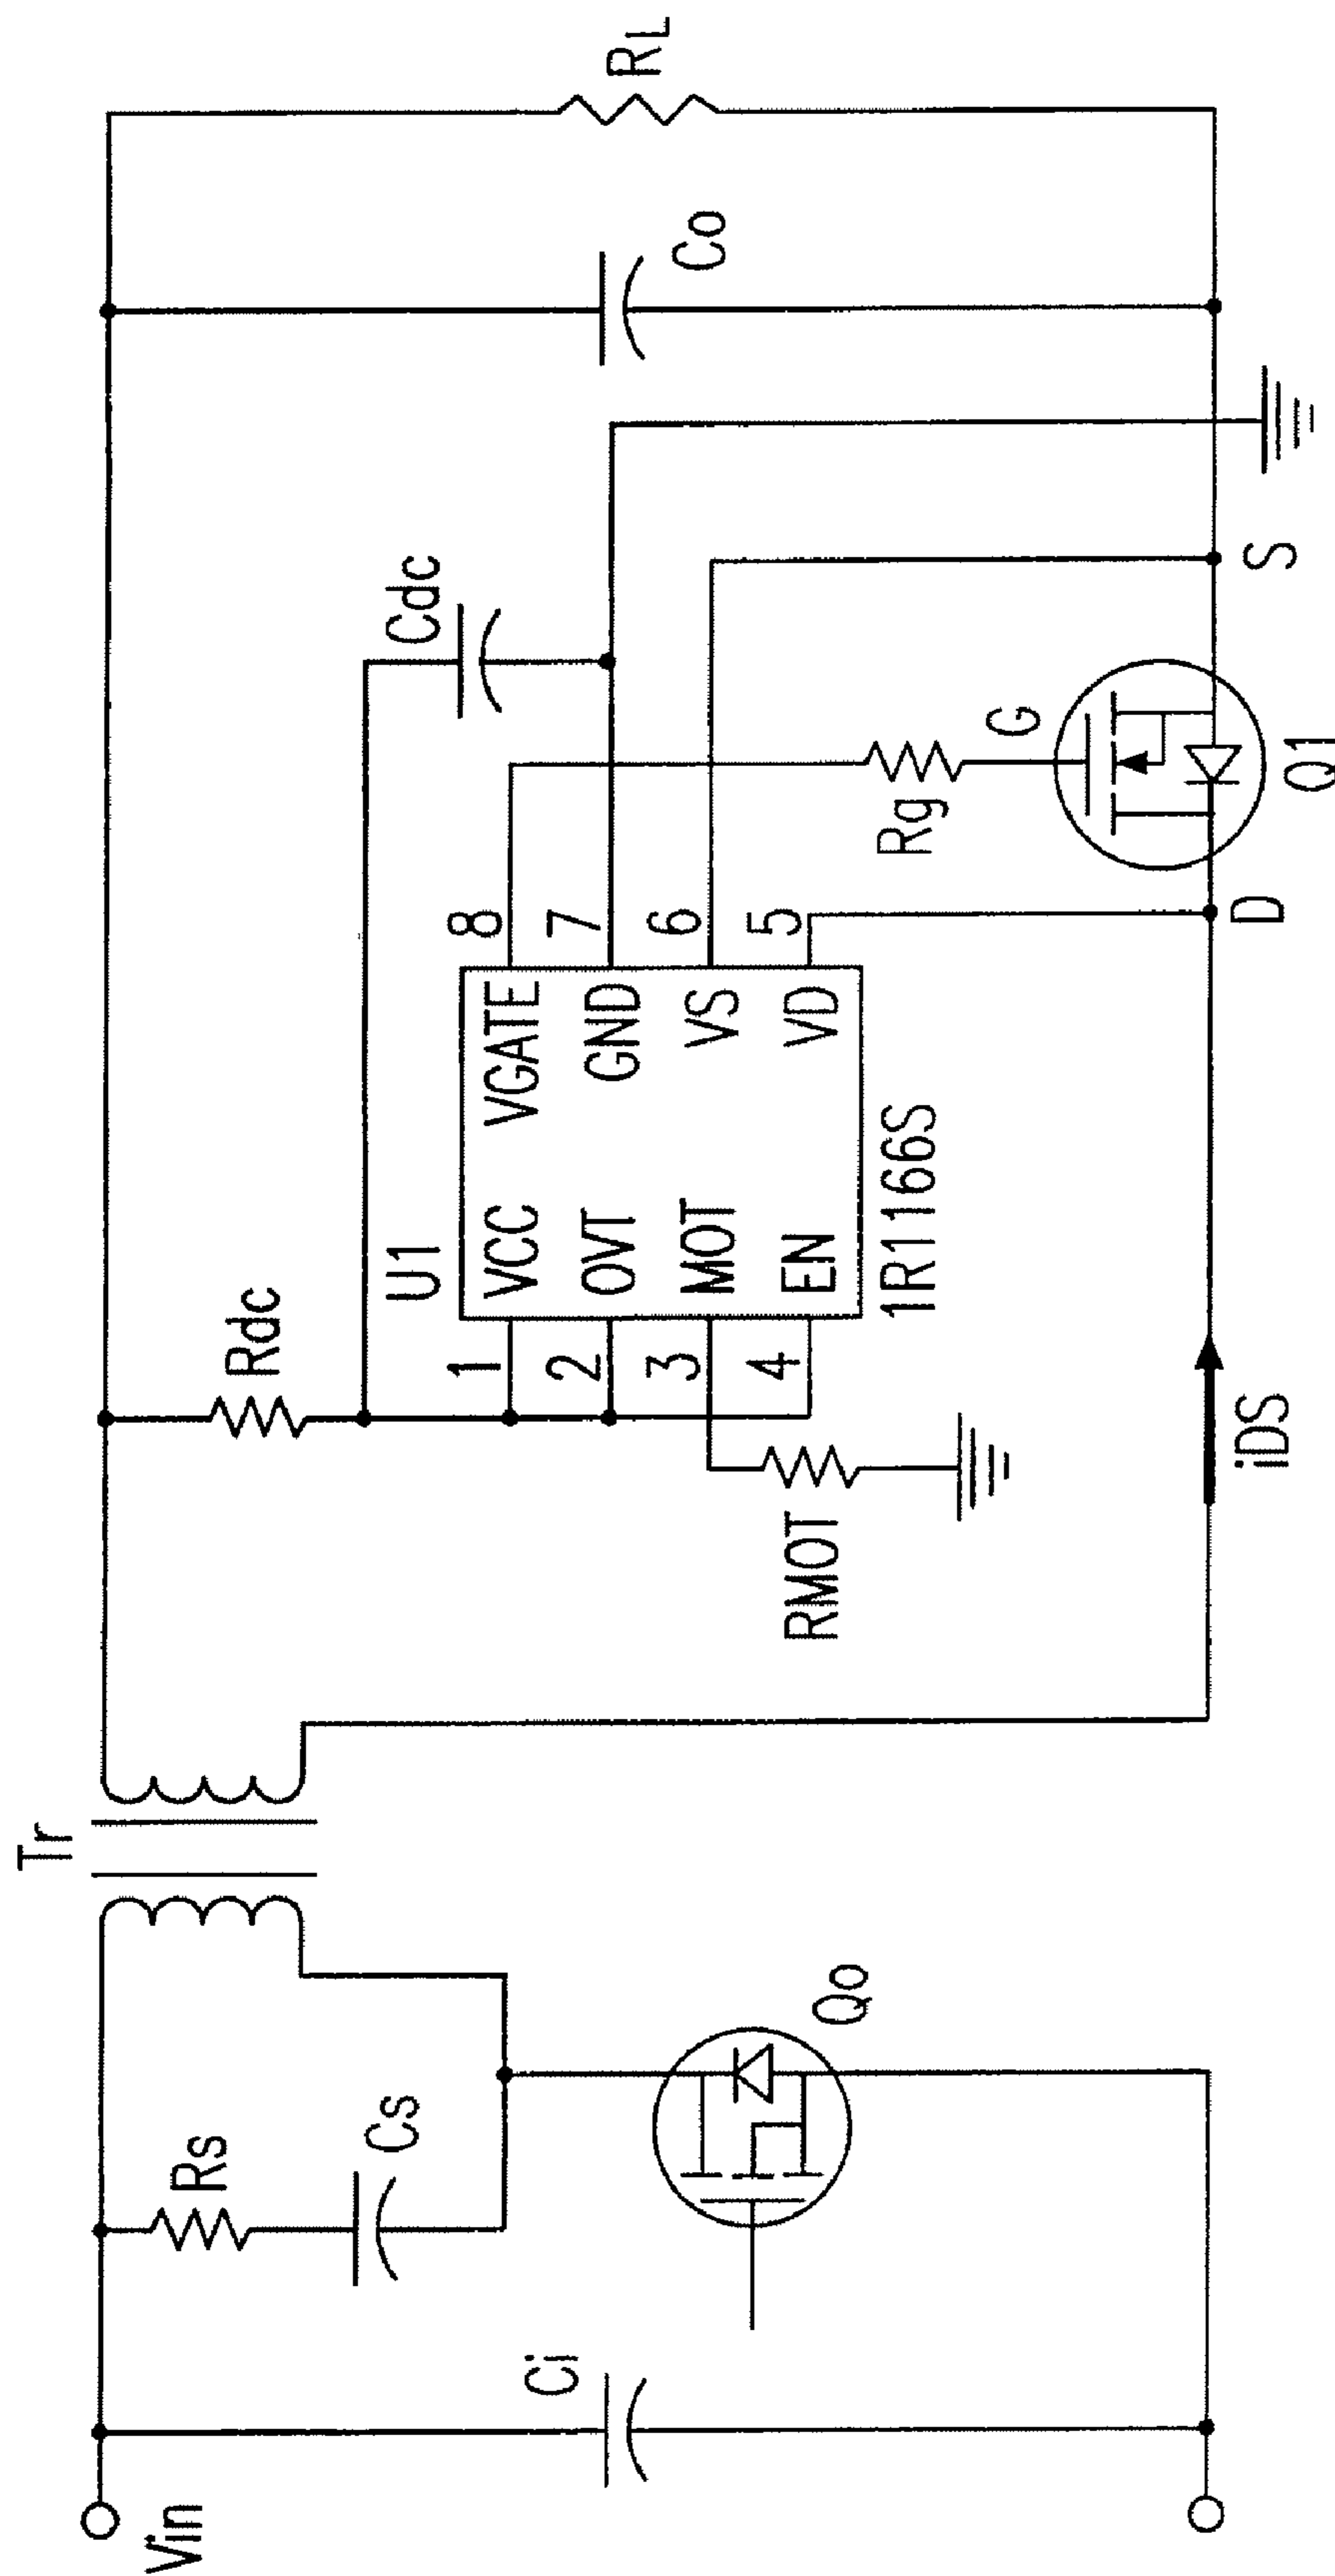 Vin
Ci
Rs
Cs
Qo
Tr
Rdc
Cdc
U1
1 VCC VGATE 8
2 OVT GND 7
3 MOT VS 6
4 EN VD 5
1R1166S
RMOT
iDS
Rg
G
D
S
Q1
Co
RL